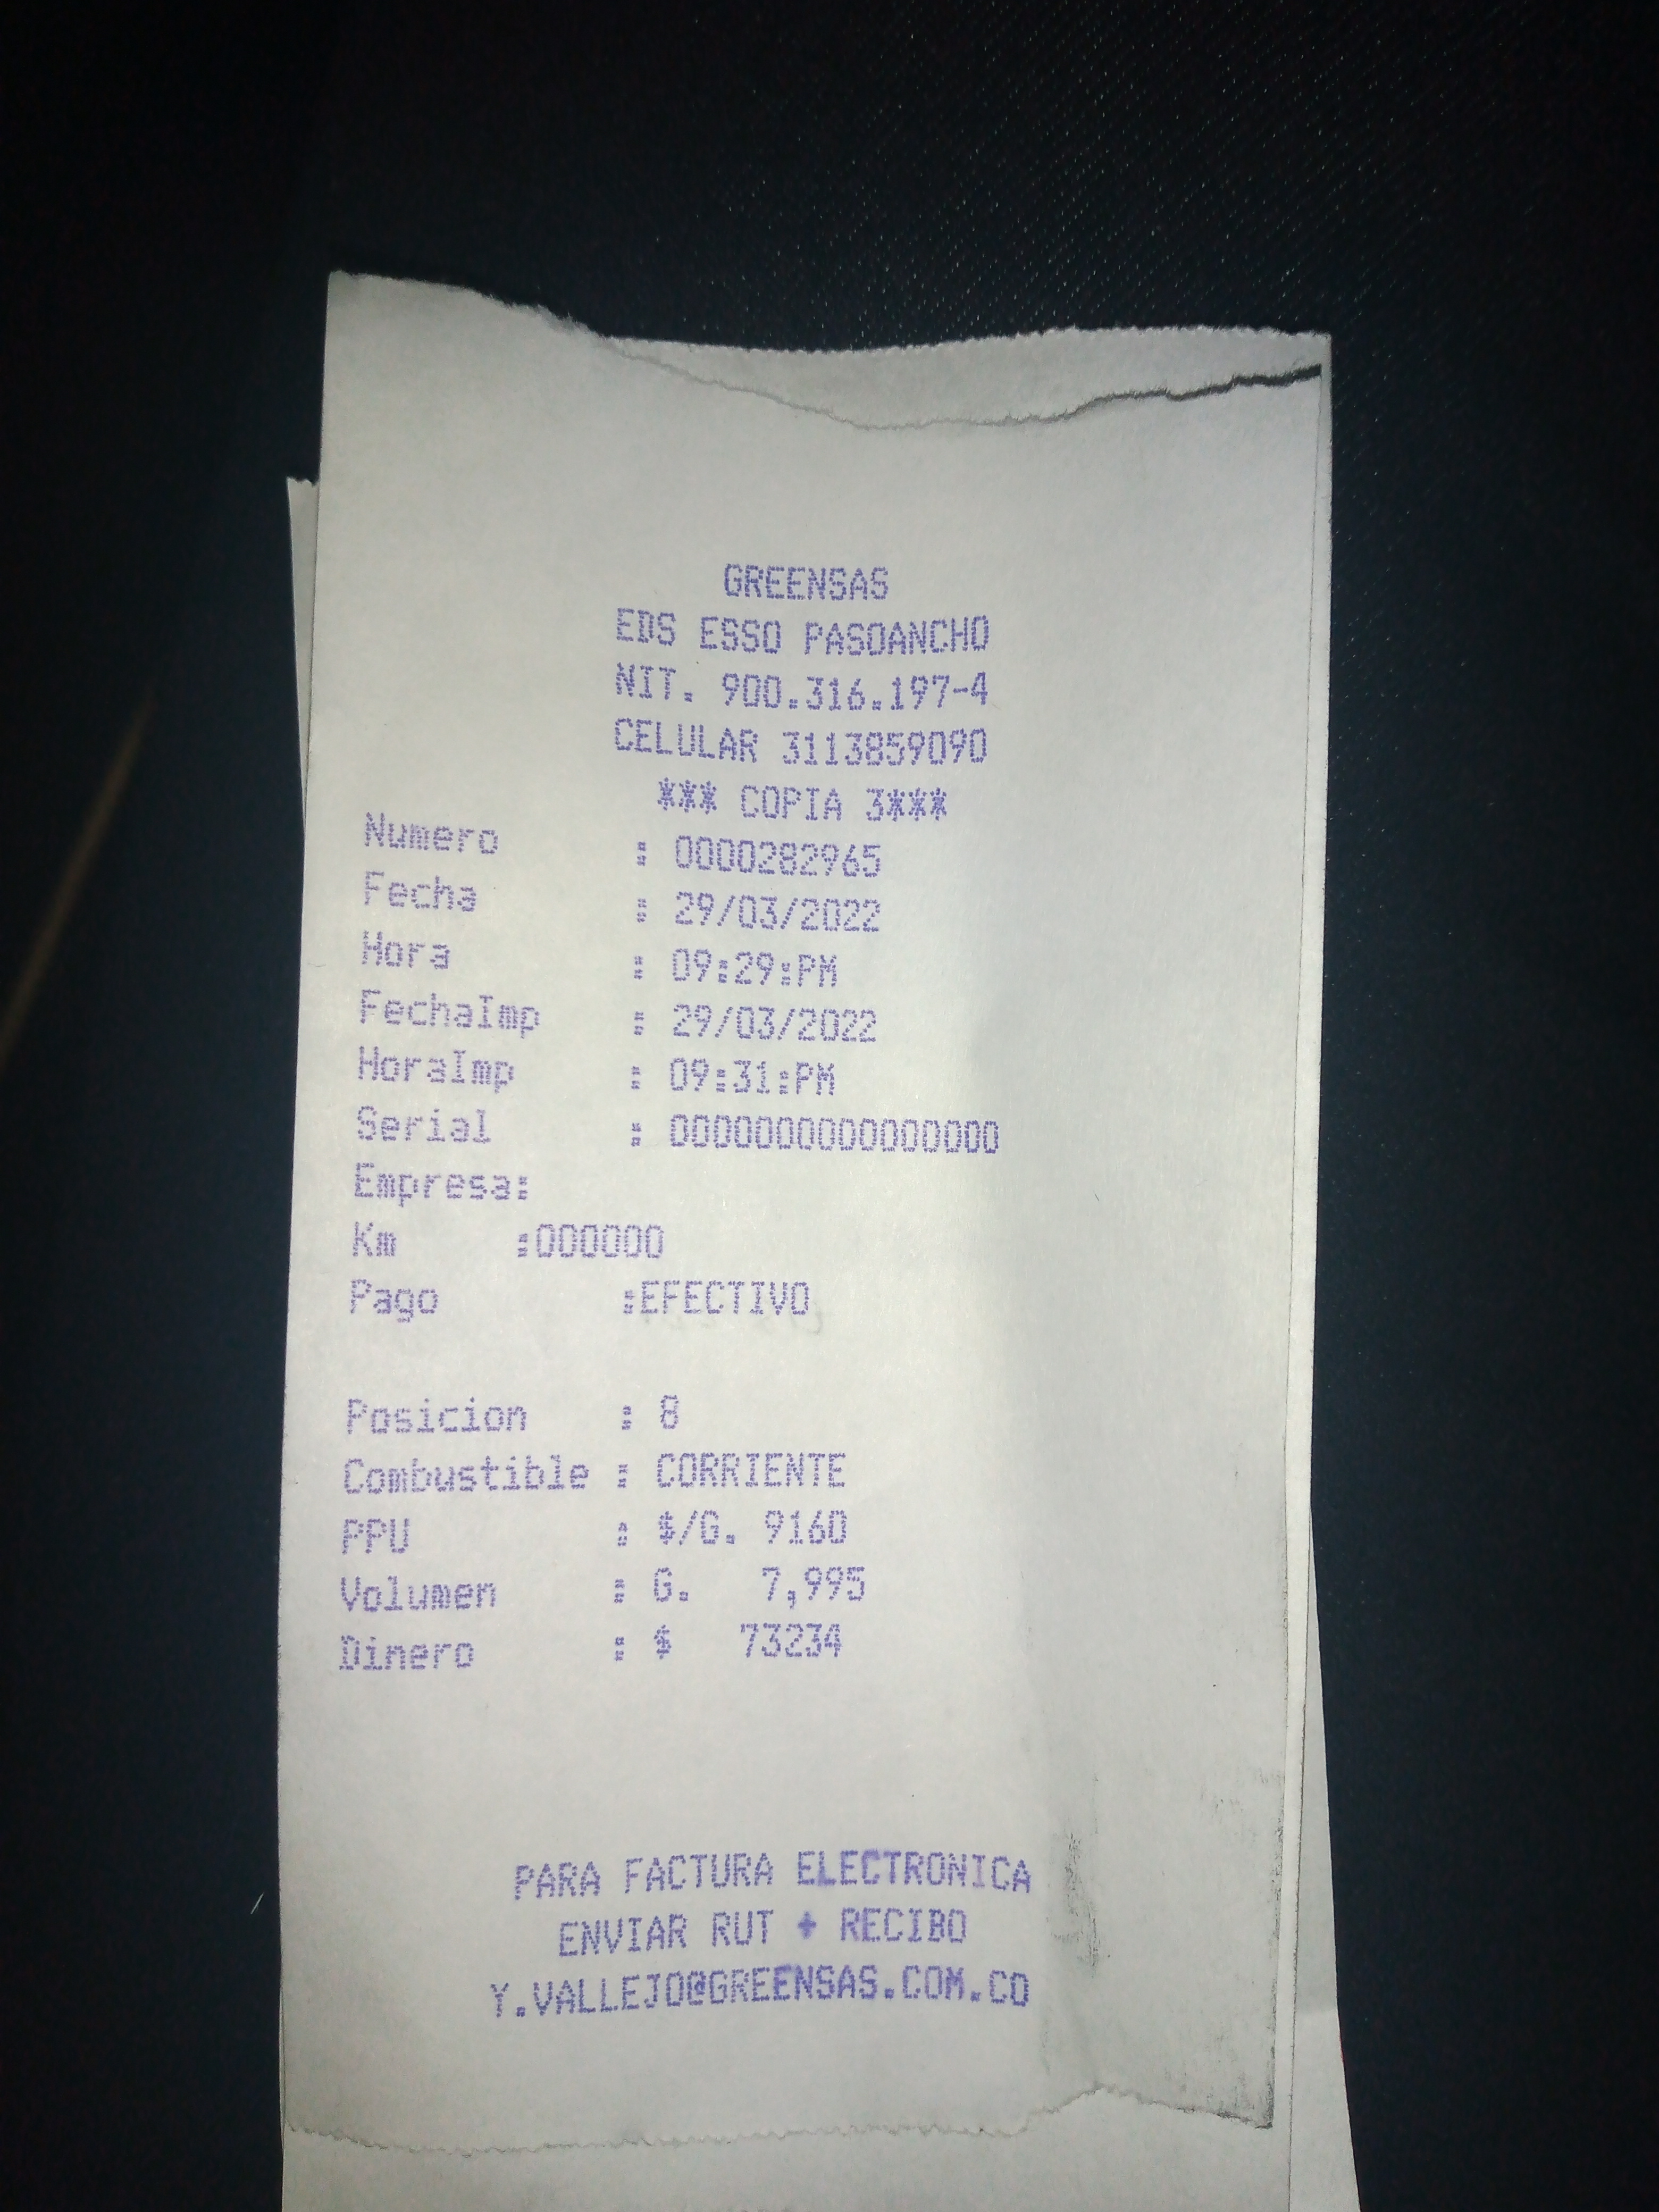 GREENSAS
EDS ESSO PASOANCHO
NIT. 900.316.197-4
CELULAR 3113859090
*** COPIA 3***
Numero : 0000282965
Fecha : 29/03/2022
Hora : 09:29:PM
FechaImp : 29/03/2022
HoraImp : 09:31:PM
Serial : 0000000000000000
Empresa:
Km :000000
Pago :EFECTIVO
Posicion : 8
Combustible : CORRIENTE
PPU : $/G. 9160
Volumen : G. 7,995
Dinero : $ 73234
PARA FACTURA ELECTRONICA
ENVIAR RUT + RECIBO
Y.VALLEJO@GREENSAS.COM.CO